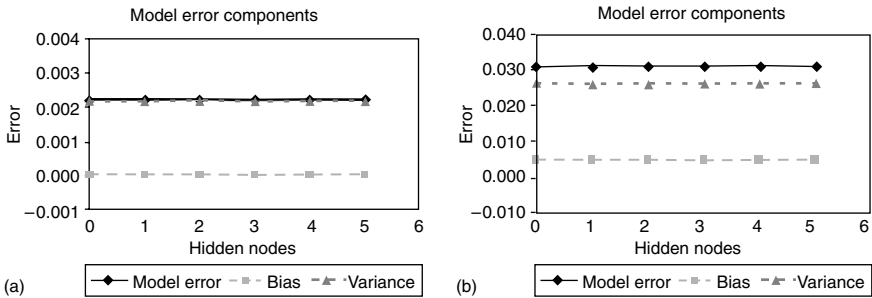 Model error components
0.004
0.003
0.002
0.001
0.000
−0.001
Error
0 1 2 3 4 5 6
Hidden nodes
(a)
Model error Bias Variance
Model error components
0.040
0.030
0.020
0.010
0.000
−0.010
Error
0 1 2 3 4 5 6
Hidden nodes
(b)
Model error Bias Variance